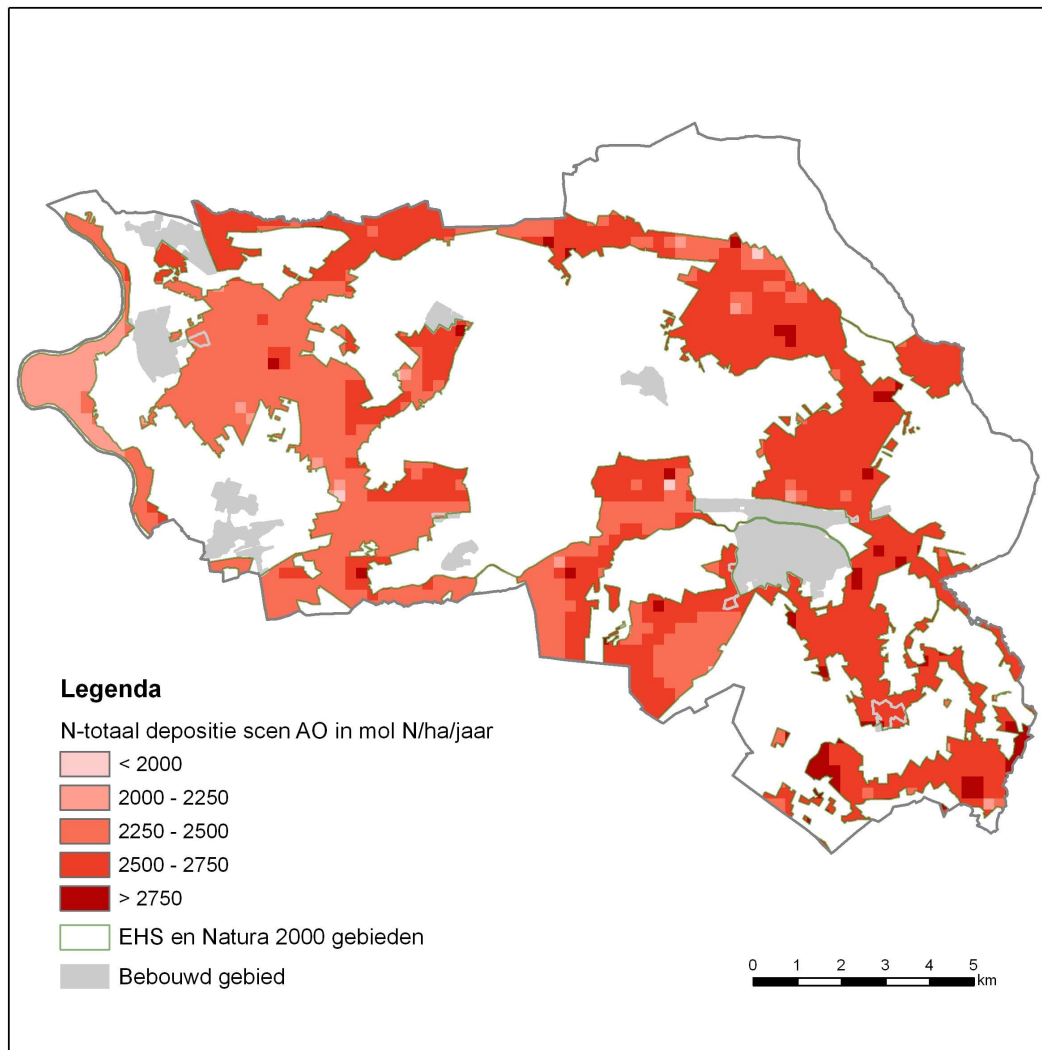 Legenda
N-totaal depositie scen AO in mol N/ha/jaar
< 2000
2000 - 2250
2250 - 2500
2500 - 2750
> 2750
EHS en Natura 2000 gebieden
Bebouwd gebied
0 1 2 3 4 5
km